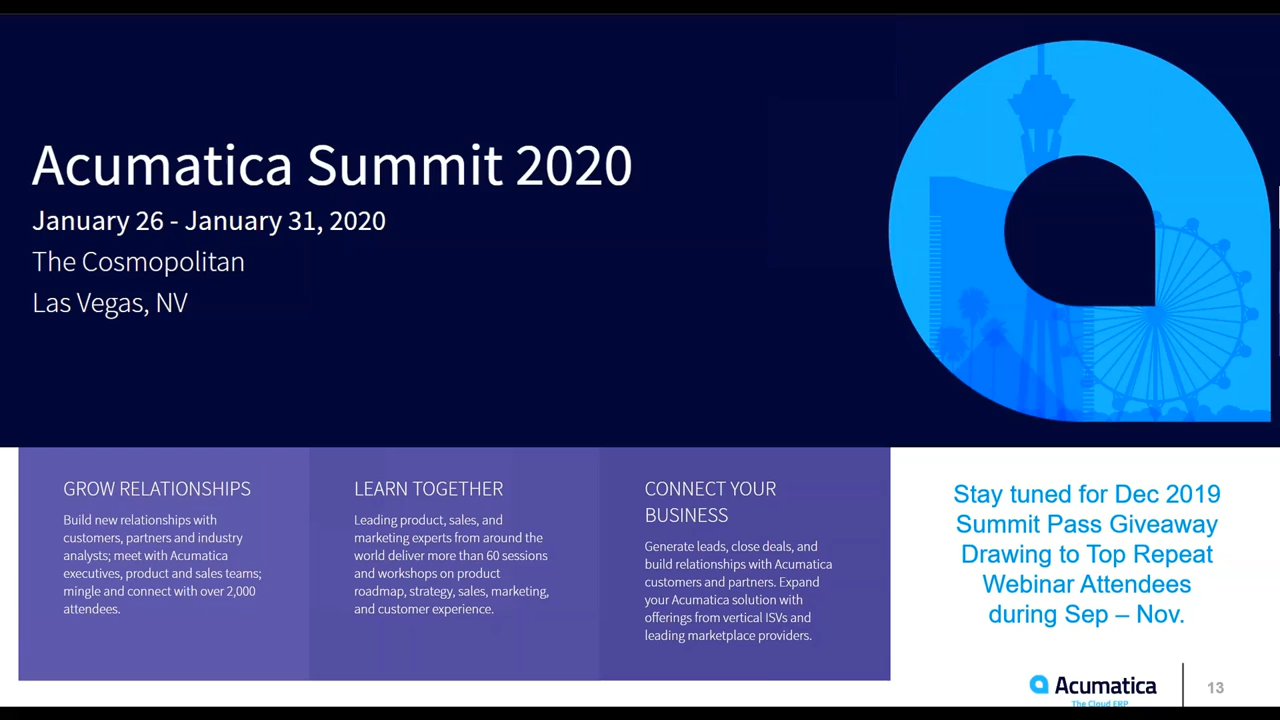 Acumatica Summit 2020
January 26 - January 31, 2020
The Cosmopolitan
Las Vegas, NV
GROW RELATIONSHIPS
Build new relationships with
customers, partners and industry
analysts; meet with Acumatica
executives, product and sales teams;
mingle and connect with over 2,000
attendees.
LEARN TOGETHER
Leading product, sales, and
marketing experts from around the
world deliver more than 60 sessions
and workshops on product
roadmap, strategy, sales, marketing,
and customer experience.
CONNECT YOUR
BUSINESS
Generate leads, close deals, and
build relationships with Acumatica
customers and partners. Expand
your Acumatica solution with
offerings from vertical ISVs and
leading marketplace providers.
Stay tuned for Dec 2019
Summit Pass Giveaway
Drawing to Top Repeat
Webinar Attendees
during Sep – Nov.
Acumatica
The Cloud ERP
13